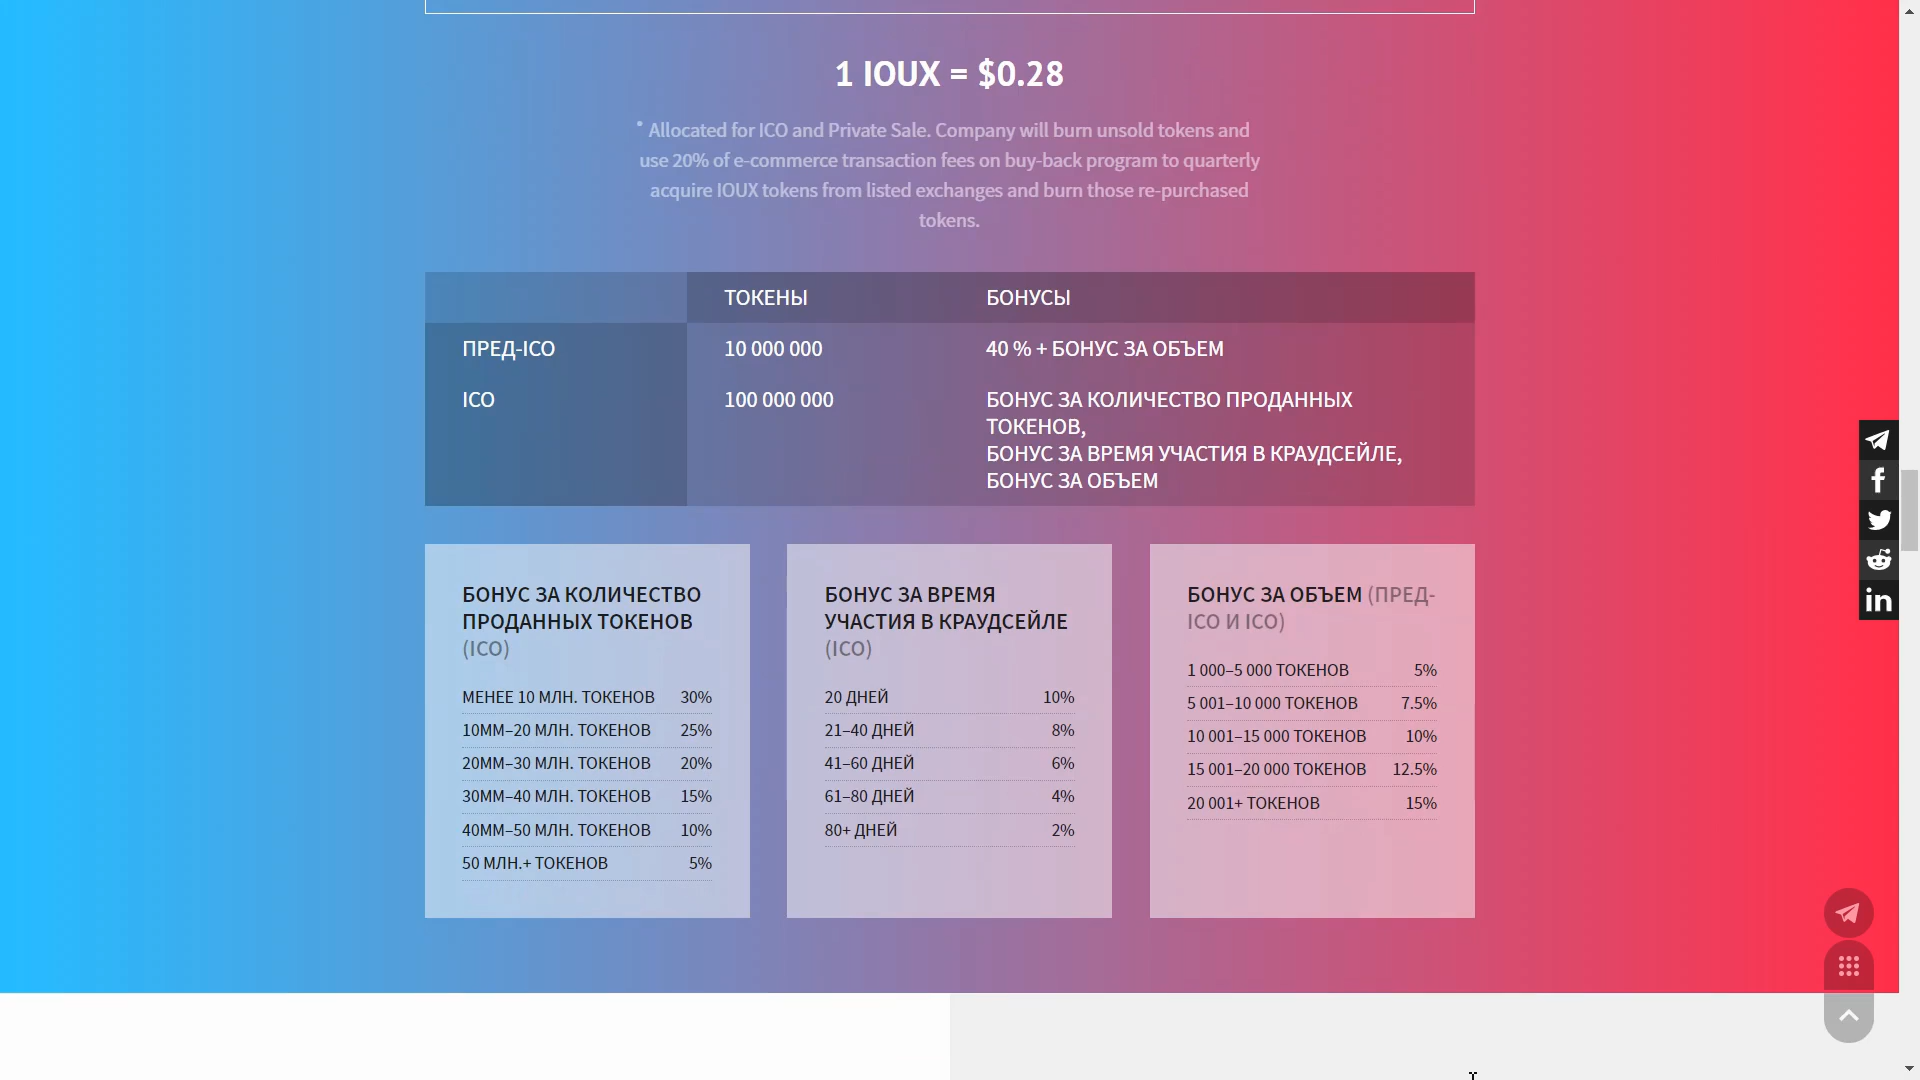 1 IOUX = $0.28
* Allocated for ICO and Private Sale. Company will burn unsold tokens and
use 20% of e-commerce transaction fees on buy-back program to quarterly
acquire IOUX tokens from listed exchanges and burn those re-purchased
tokens.
ТОКЕНЫ БОНУСЫ
ПРЕД-ICO 10 000 000 40 % + БОНУС ЗА ОБЪЕМ
ICO 100 000 000 БОНУС ЗА КОЛИЧЕСТВО ПРОДАННЫХ
ТОКЕНОВ,
БОНУС ЗА ВРЕМЯ УЧАСТИЯ В КРАУДСЕЙЛЕ,
БОНУС ЗА ОБЪЕМ
БОНУС ЗА КОЛИЧЕСТВО
ПРОДАННЫХ ТОКЕНОВ
(ICO)
МЕНЕЕ 10 МЛН. ТОКЕНОВ 30%
10ММ–20 МЛН. ТОКЕНОВ 25%
20ММ–30 МЛН. ТОКЕНОВ 20%
30ММ–40 МЛН. ТОКЕНОВ 15%
40ММ–50 МЛН. ТОКЕНОВ 10%
50 МЛН.+ ТОКЕНОВ 5%
БОНУС ЗА ВРЕМЯ
УЧАСТИЯ В КРАУДСЕЙЛЕ
(ICO)
20 ДНЕЙ 10%
21–40 ДНЕЙ 8%
41–60 ДНЕЙ 6%
61–80 ДНЕЙ 4%
80+ ДНЕЙ 2%
БОНУС ЗА ОБЪЕМ (ПРЕД-
ICO И ICO)
1 000–5 000 ТОКЕНОВ 5%
5 001–10 000 ТОКЕНОВ 7.5%
10 001–15 000 ТОКЕНОВ 10%
15 001–20 000 ТОКЕНОВ 12.5%
20 001+ ТОКЕНОВ 15%